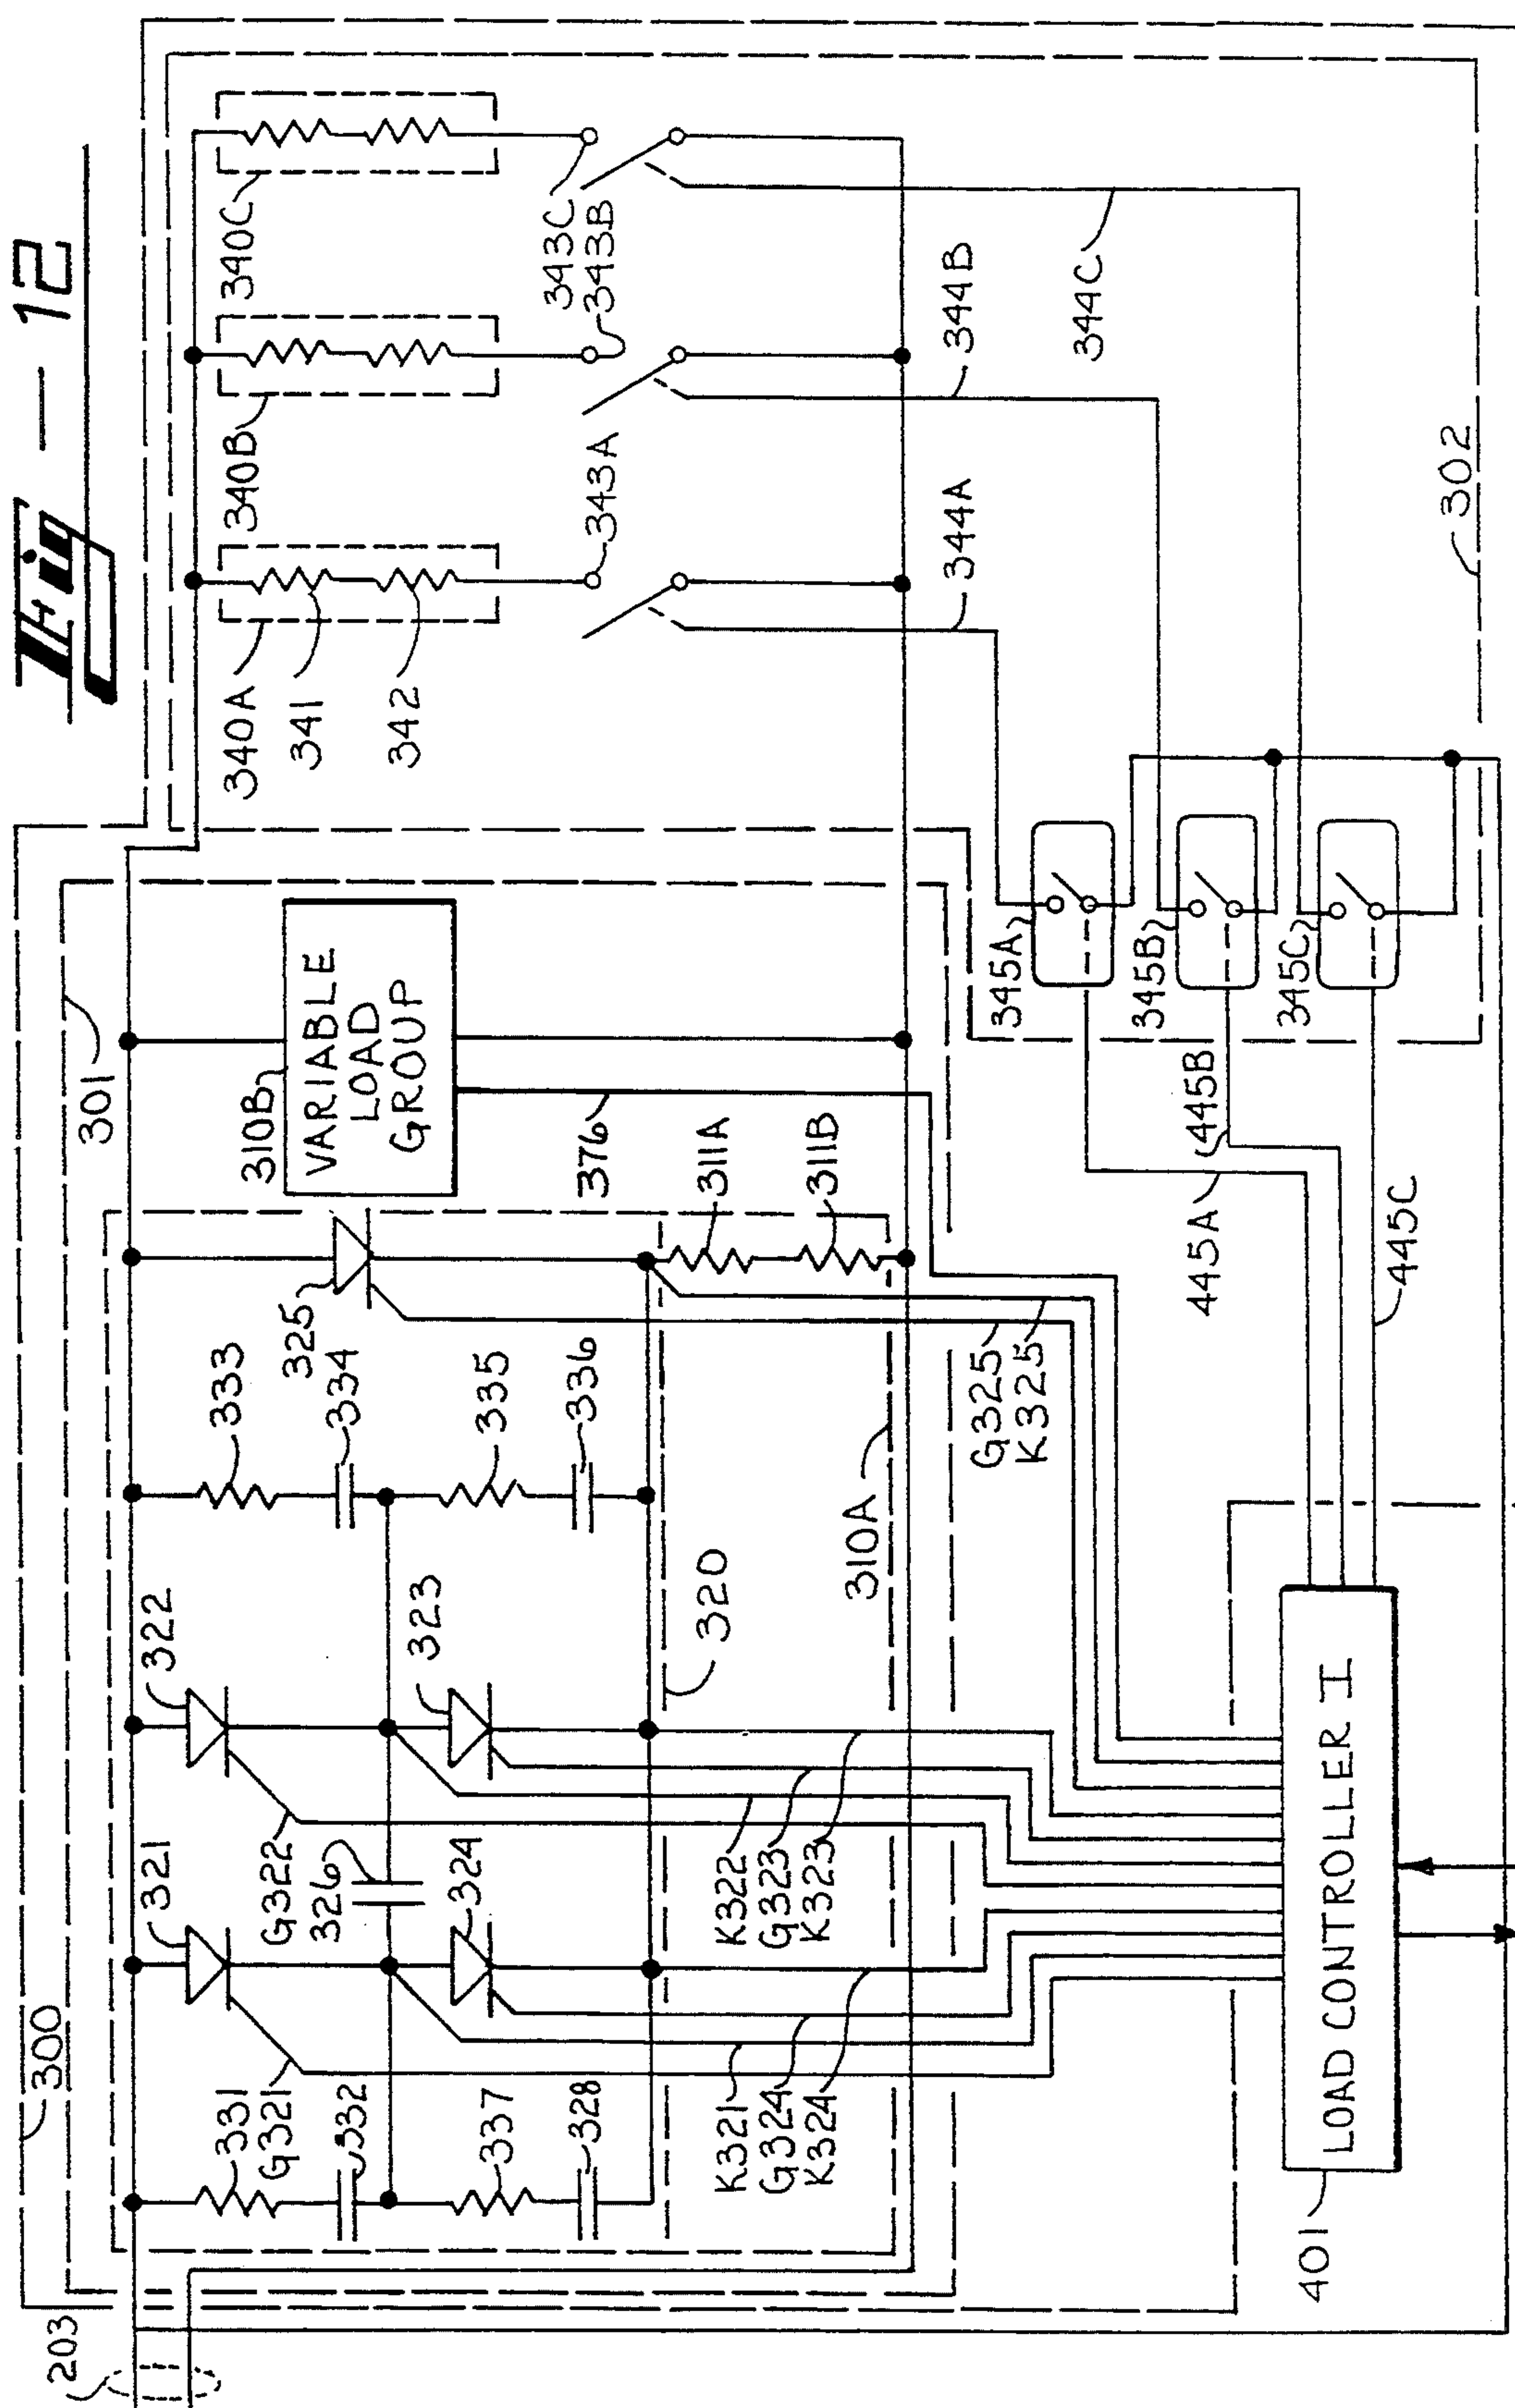 Fig - 12
203
300
301
302
331
G321
332
337
328
321
G322
326
324
322
323
333
334
335
336
325
320
310A
310B
VARIABLE
LOAD
GROUP
376
311A
311B
G325
K325
K321
G324
K324
K322
G323
K323
340A
341
342
340B
340C
343A
343C
343B
344A
344B
344C
345A
345B
345C
445A
445B
445C
401
LOAD CONTROLLER I